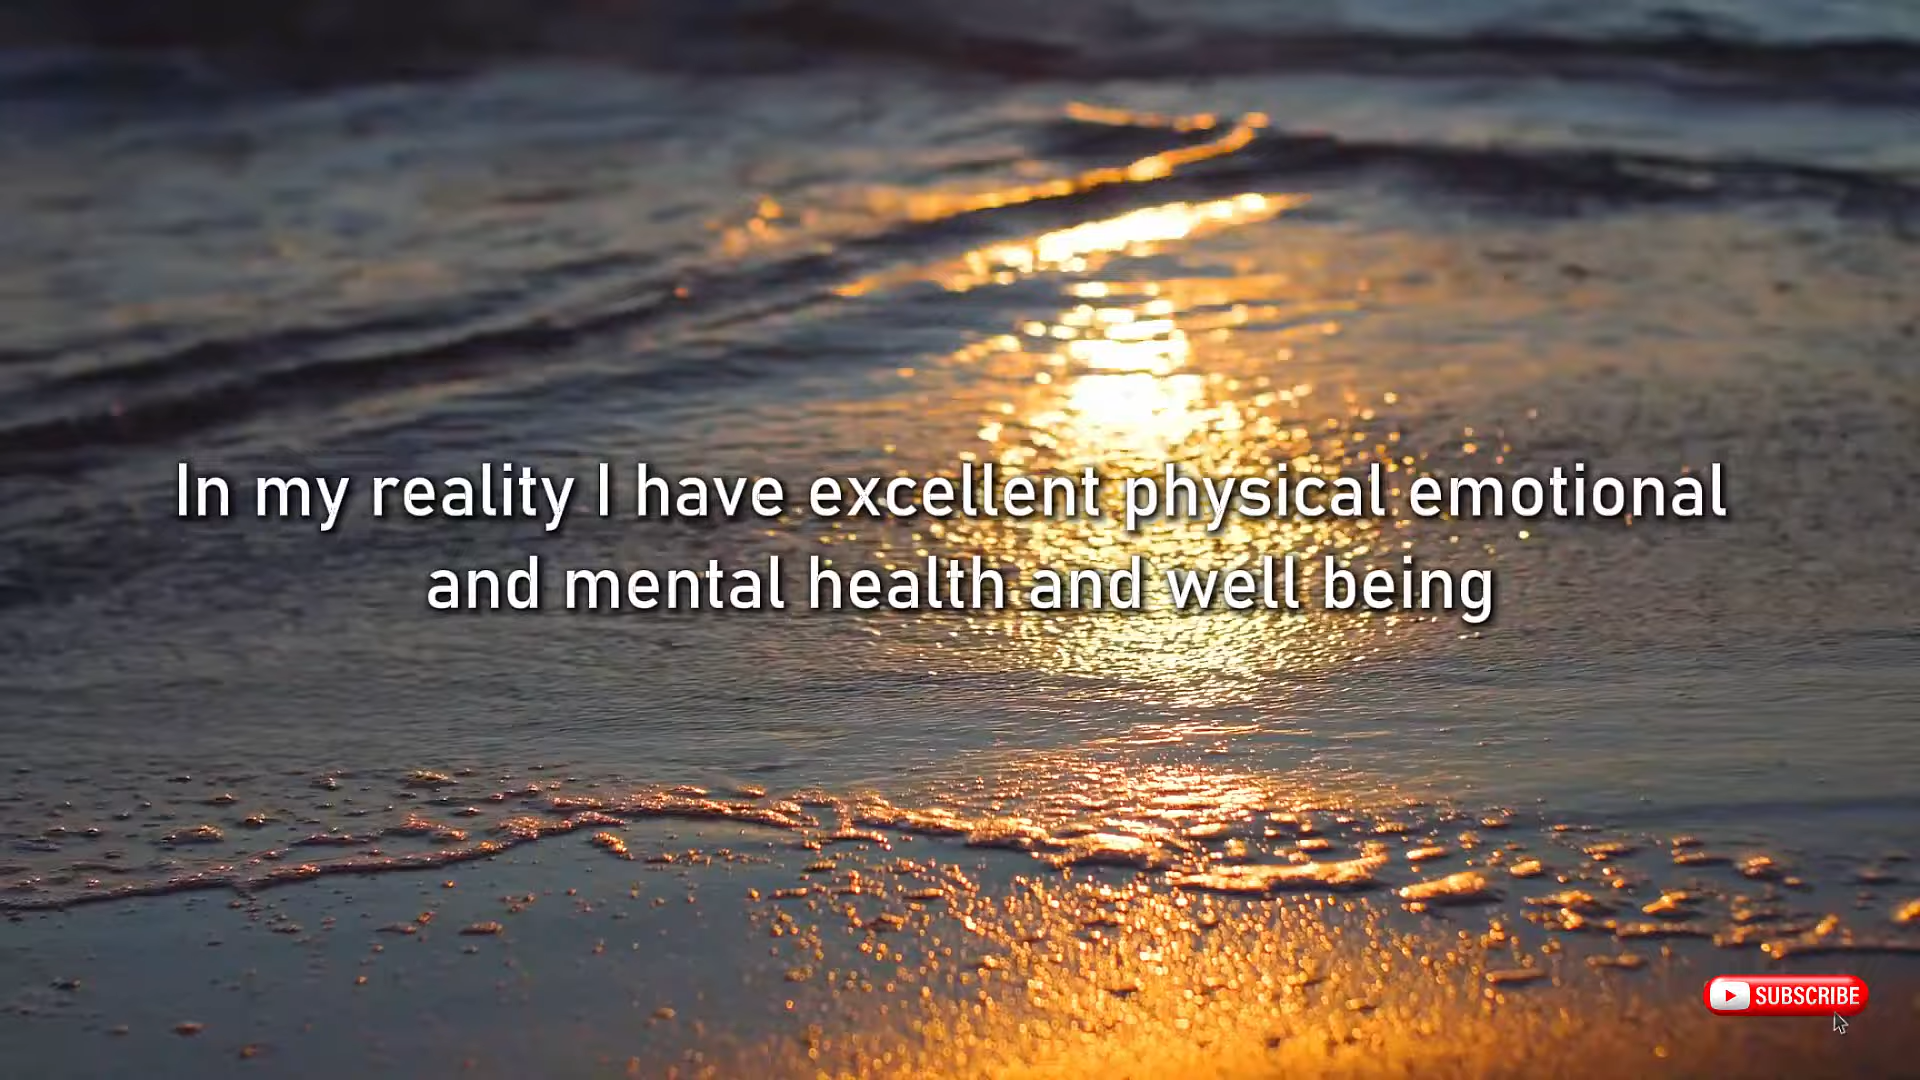 In my reality I have excellent physical emotional
and mental health and well being
SUBSCRIBE